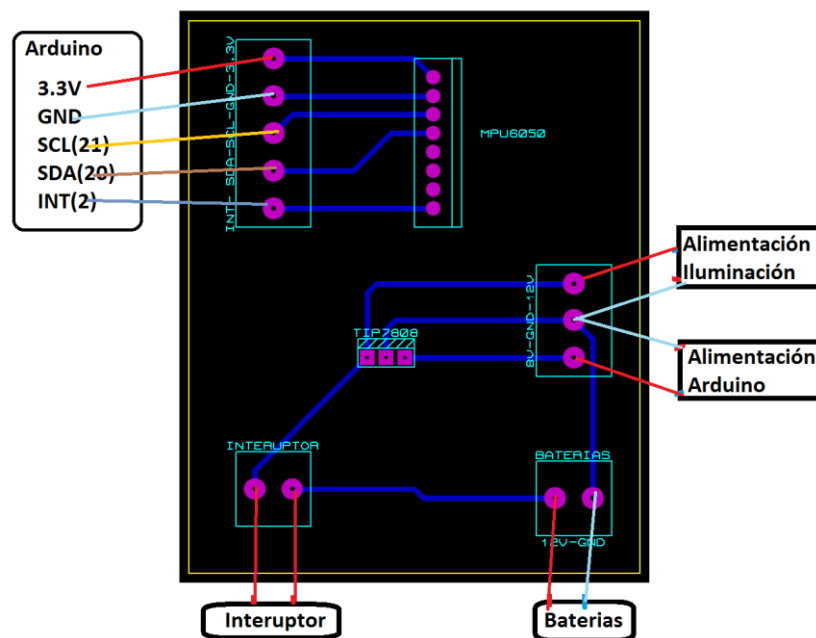 Arduino
3.3V
GND
SCL(21)
SDA(20)
INT(2)
INT- SDA-SCL-GND-3.3V
MPU6050
Alimentación
Iluminación
8V-GND-12V
TIP7808
Alimentación
Arduino
INTERUPTOR
BATERIAS
12V-GND
Interuptor
Baterias